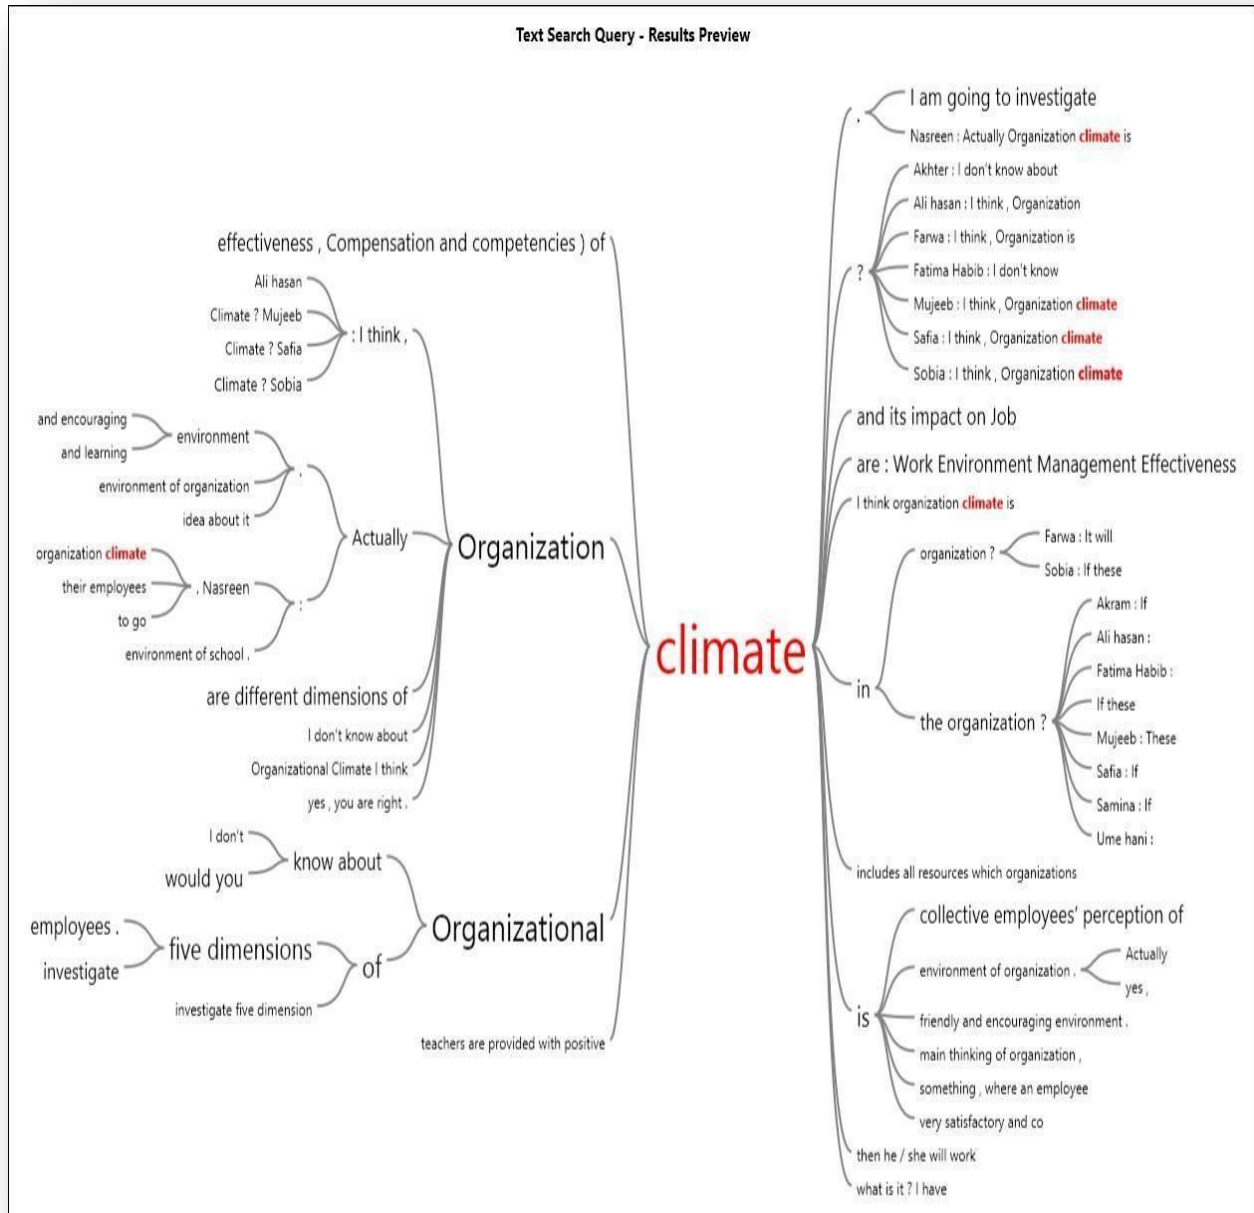 Text Search Query - Results Preview
effectiveness , Compensation and competencies ) of
Ali hasan
Climate ? Mujeeb
Climate ? Safia
Climate ? Sobia
: I think ,
and encouraging
and learning
environment
environment of organization
idea about it
.
organization climate
their employees
to go
. Nasreen
environment of school .
:
Actually
are different dimensions of
I don't know about
Organizational Climate I think
yes , you are right .
Organization
I don't
would you
know about
employees .
investigate
five dimensions
investigate five dimension
of
Organizational
teachers are provided with positive
climate
.
I am going to investigate
Nasreen : Actually Organization climate is
?
Akhter : I don't know about
Ali hasan : I think , Organization
Farwa : I think , Organization is
Fatima Habib : I don't know
Mujeeb : I think , Organization climate
Safia : I think , Organization climate
Sobia : I think , Organization climate
and its impact on Job
are : Work Environment Management Effectiveness
I think organization climate is
in
organization ?
Farwa : It will
Sobia : If these
the organization ?
Akram : If
Ali hasan :
Fatima Habib :
If these
Mujeeb : These
Safia : If
Samina : If
Ume hani :
includes all resources which organizations
is
collective employees' perception of
environment of organization .
Actually
yes ,
friendly and encouraging environment .
main thinking of organization ,
something , where an employee
very satisfactory and co
then he / she will work
what is it ? I have